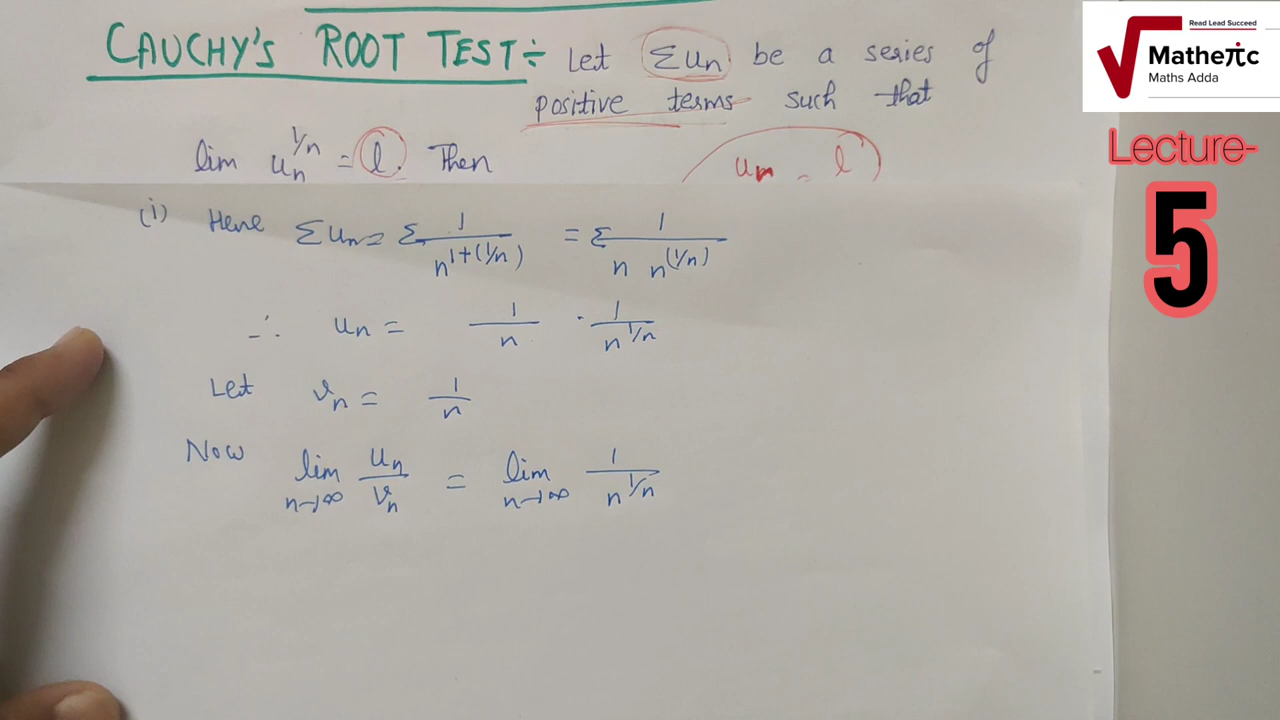 CAUCHY'S ROOT TEST÷ Let Σun be a series of
positive terms such that
lim un^1/n = l. Then
un = l
(i) Here Σun = Σ 1/n^1+(1/n) = Σ 1/n n^(1/n)
∴ un = 1/n · 1/n^1/n
Let vn = 1/n
Now lim n→∞ un/vn = lim n→∞ 1/n^1/n
Read Lead Succeed
Matheπc
Maths Adda
Lecture-
5